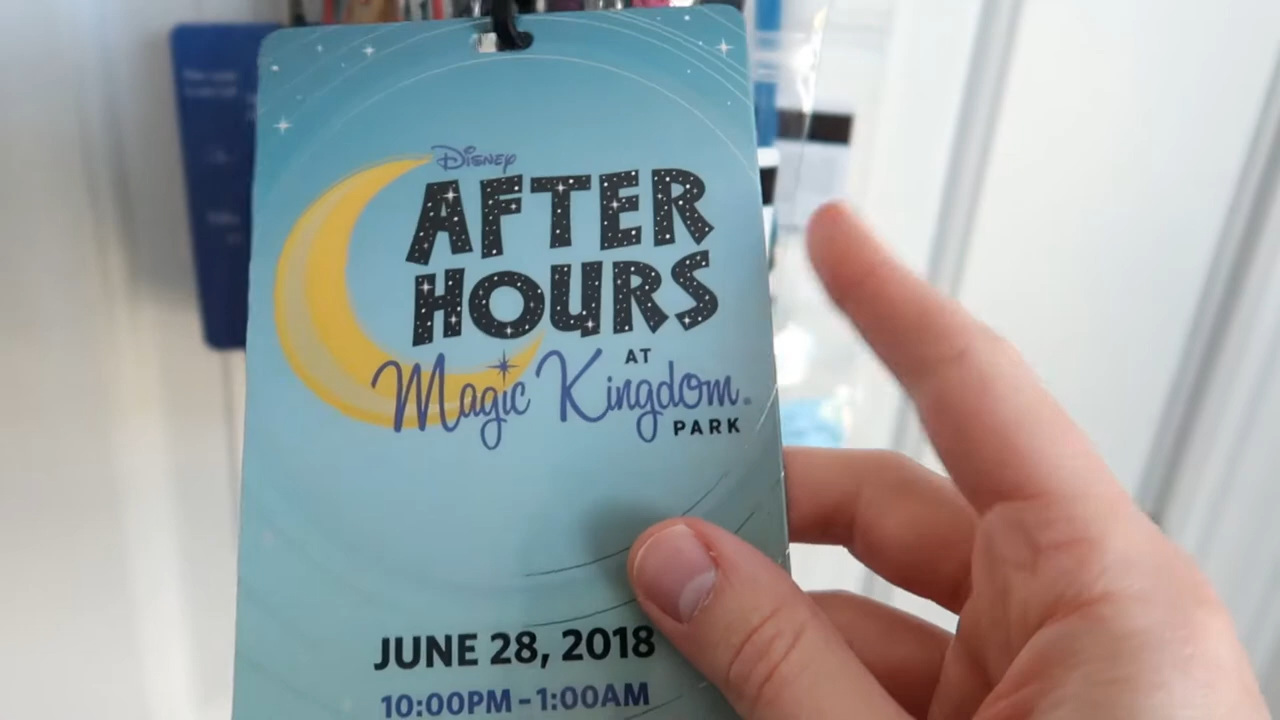 Disney
AFTER
HOURS
AT
Magic Kingdom®
PARK
JUNE 28, 2018
10:00PM-1:00AM